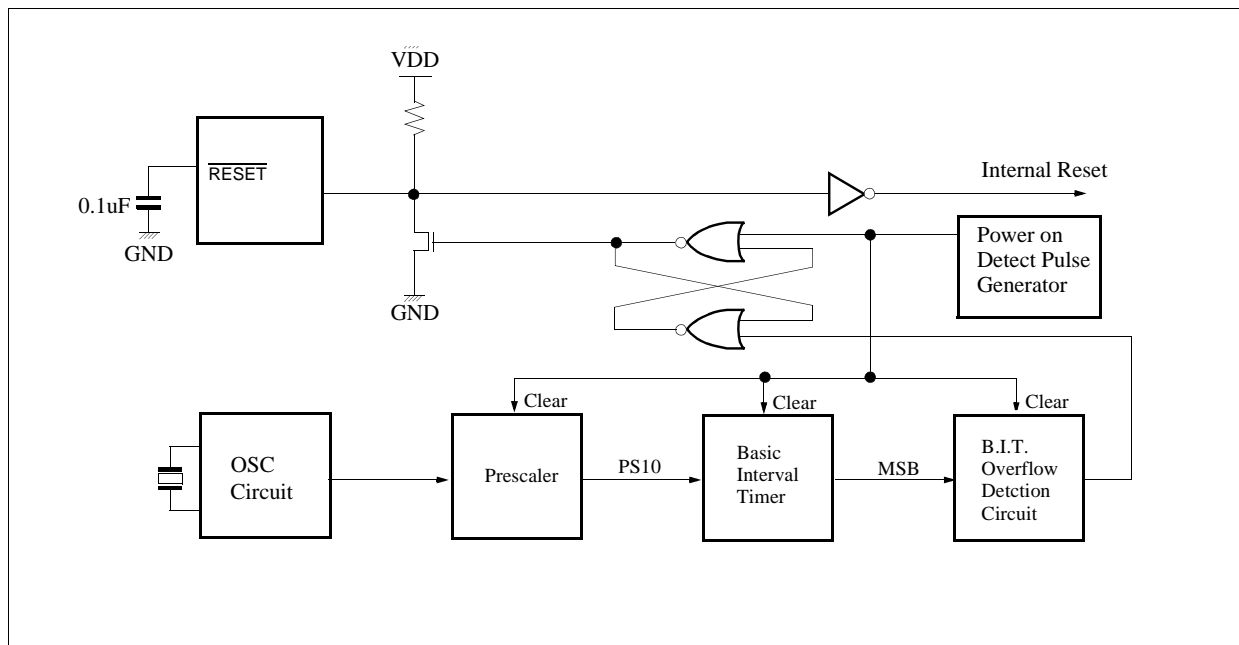 VDD
RESET
Internal Reset
0.1uF
GND
GND
Power on
Detect Pulse
Generator
Clear
Clear
Clear
OSC
Circuit
Prescaler
PS10
Basic
Interval
Timer
MSB
B.I.T.
Overflow
Detction
Circuit